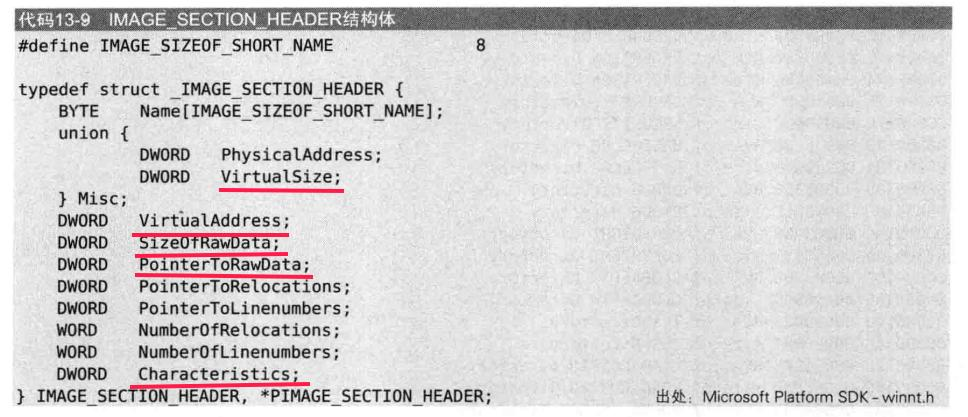 代码13-9 IMAGE_SECTION_HEADER结构体
#define IMAGE_SIZEOF_SHORT_NAME 8
typedef struct _IMAGE_SECTION_HEADER {
BYTE Name[IMAGE_SIZEOF_SHORT_NAME];
union {
DWORD PhysicalAddress;
DWORD VirtualSize;
} Misc;
DWORD VirtualAddress;
DWORD SizeOfRawData;
DWORD PointerToRawData;
DWORD PointerToRelocations;
DWORD PointerToLinenumbers;
WORD NumberOfRelocations;
WORD NumberOfLinenumbers;
DWORD Characteristics;
} IMAGE_SECTION_HEADER, *PIMAGE_SECTION_HEADER;
出处：Microsoft Platform SDK - winnt.h